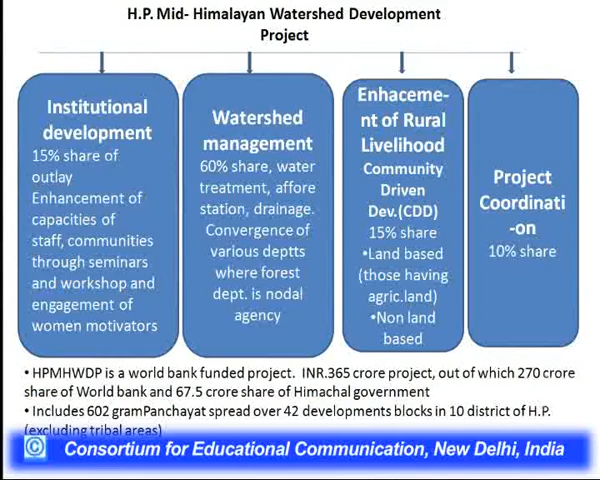 H.P. Mid- Himalayan Watershed Development
Project
Institutional
development
15% share of
outlay
Enhancement of
capacities of
staff, communities
through seminars
and workshop and
engagement of
women motivators
Watershed
management
60% share, water
treatment, affore
station, drainage.
Convergence of
various deptts
where forest
dept. is nodal
agency
Enhaceme-
nt of Rural
Livelihood
Community
Driven
Dev.(CDD)
15% share
•Land based
(those having
agric.land)
•Non land
based
Project
Coordinati
-on
10% share
• HPMHWDP is a world bank funded project. INR.365 crore project, out of which 270 crore
share of World bank and 67.5 crore share of Himachal government
• Includes 602 gramPanchayat spread over 42 developments blocks in 10 district of H.P.
(excluding tribal areas)
© Consortium for Educational Communication, New Delhi, India